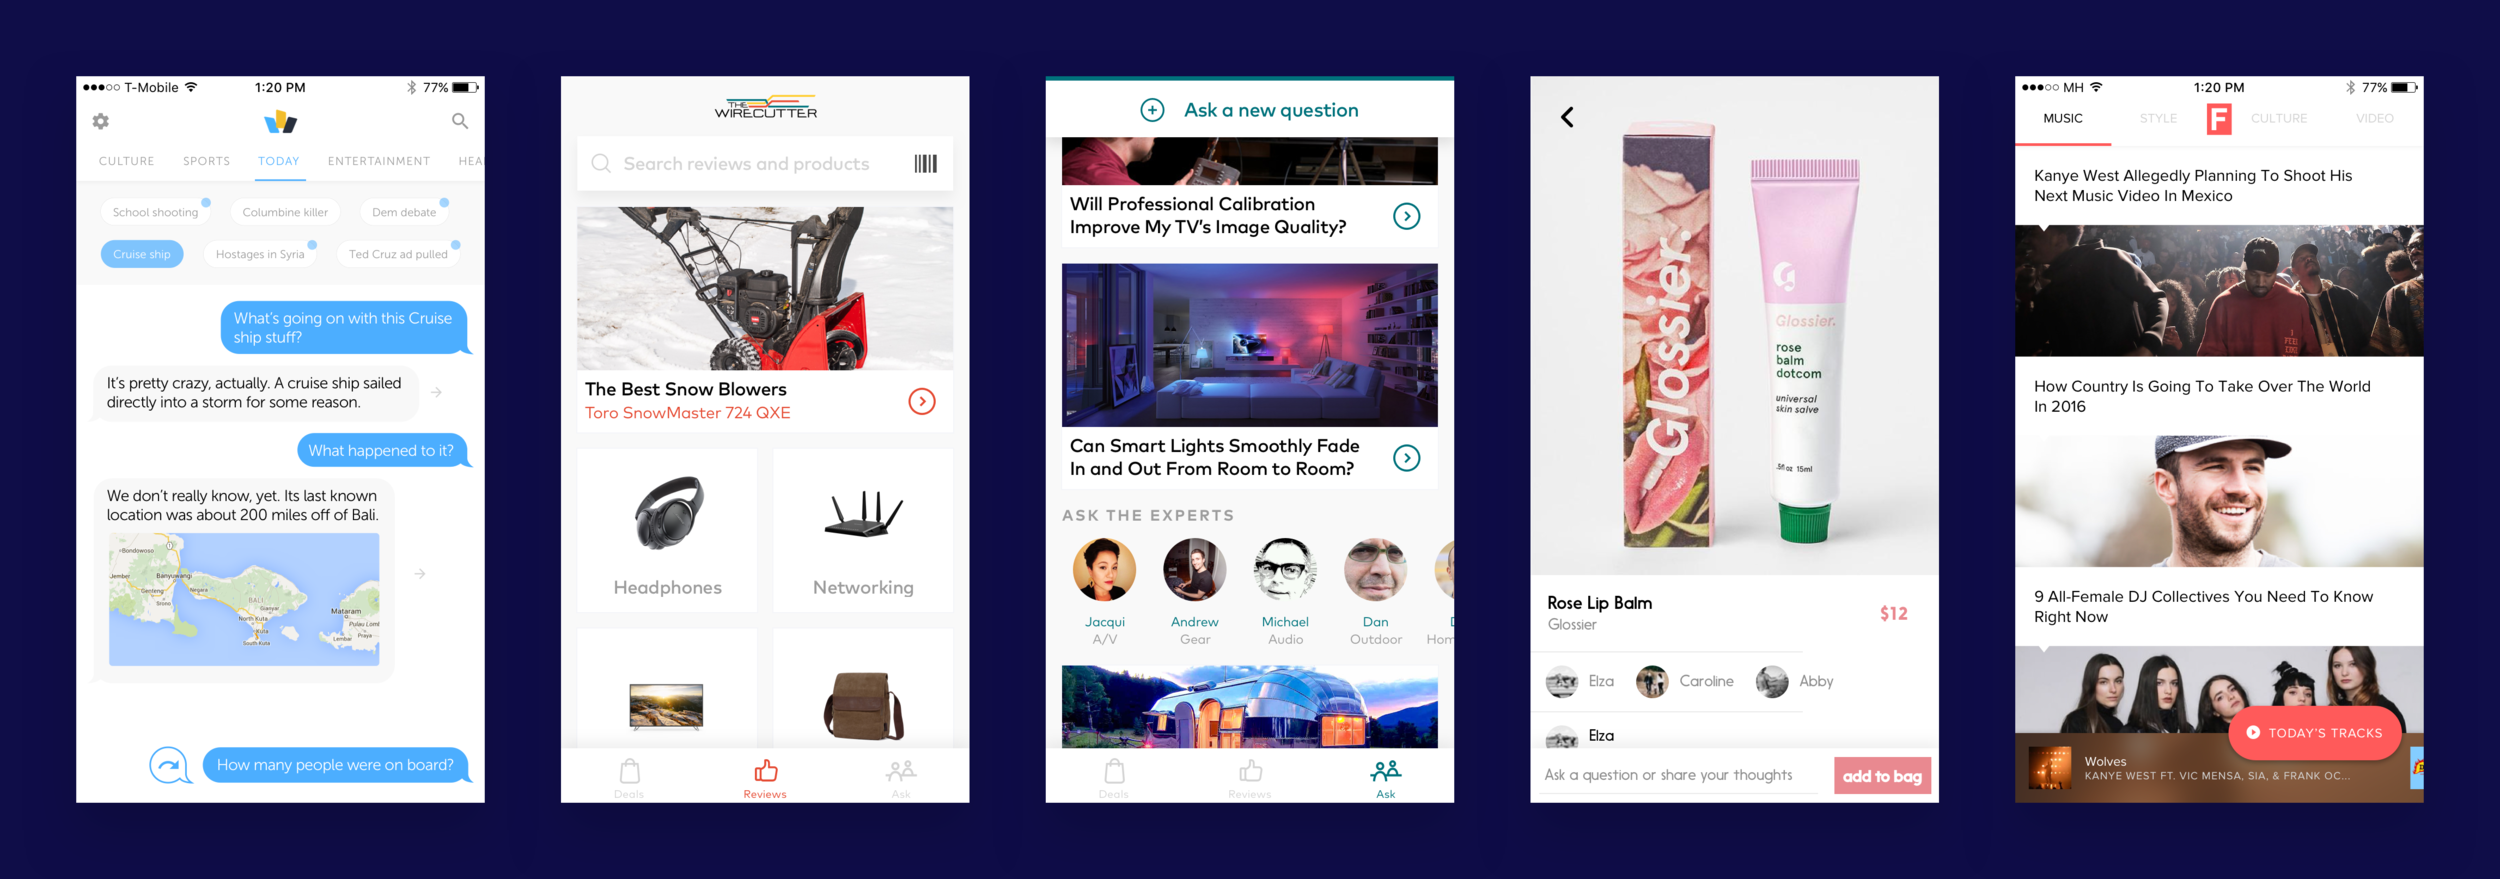 T-Mobile
1:20 PM
77%
CULTURE
SPORTS
TODAY
ENTERTAINMENT
HEA
School shooting
Columbine killer
Dem debate
Cruise ship
Hostages in Syria
Ted Cruz ad pulled
What's going on with this Cruise
ship stuff?
It's pretty crazy, actually. A cruise ship sailed
directly into a storm for some reason.
What happened to it?
We don't really know, yet. Its last known
location was about 200 miles off of Bali.
Bondowoso
Jember
Banyuwangi
Genteng
Srono
Negara
BALI
Gianyar
North Kuta
Kuta
South Kuta
Mataram
Pulau Lomb
Lembar
Praya
How many people were on board?
THE
WIRECUTTER
Search reviews and products
The Best Snow Blowers
Toro SnowMaster 724 QXE
Headphones
Networking
Deals
Reviews
Ask
Ask a new question
Will Professional Calibration
Improve My TV's Image Quality?
Can Smart Lights Smoothly Fade
In and Out From Room to Room?
ASK THE EXPERTS
Jacqui
A/V
Andrew
Gear
Michael
Audio
Dan
Outdoor
D
Hom
Deals
Reviews
Ask
Glossier.
G
Glossier.
rose
balm
dotcom
universal
skin salve
.5fl oz 15ml
Rose Lip Balm
Glossier
$12
Elza
Caroline
Abby
Elza
Ask a question or share your thoughts
add to bag
MH
1:20 PM
77%
MUSIC
STYLE
F
CULTURE
VIDEO
Kanye West Allegedly Planning To Shoot His
Next Music Video In Mexico
How Country Is Going To Take Over The World
In 2016
9 All-Female DJ Collectives You Need To Know
Right Now
TODAY'S TRACKS
Wolves
KANYE WEST FT. VIC MENSA, SIA, & FRANK OC...